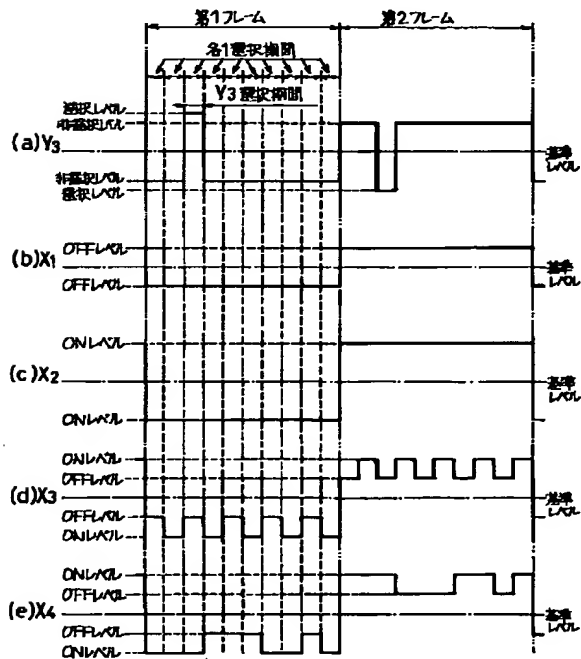 第1フレーム 第2フレーム
各1選択期間
Y3 選択期間
選択レベル
非選択レベル
(a)Y3
基準レベル
非選択レベル
選択レベル
OFFレベル
(b)X1
基準レベル
OFFレベル
ONレベル
(c)X2
基準レベル
ONレベル
ONレベル
OFFレベル
(d)X3
基準レベル
OFFレベル
ONレベル
ONレベル
OFFレベル
(e)X4
基準レベル
OFFレベル
ONレベル